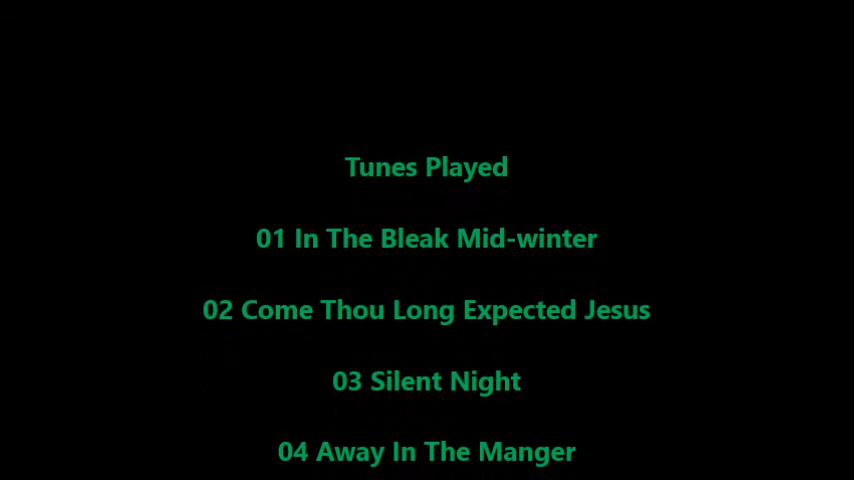 Tunes Played
01 In The Bleak Mid-winter
02 Come Thou Long Expected Jesus
03 Silent Night
04 Away In The Manger